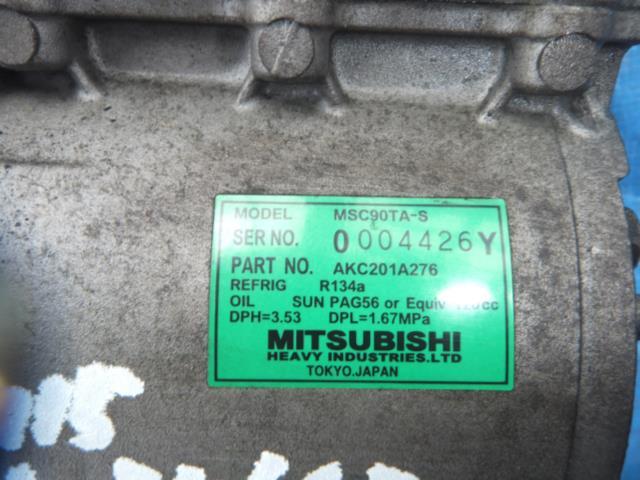 MODEL MSC90TA-S
SER NO. 0004426Y
PART NO. AKC201A276
REFRIG R134a
OIL SUN PAG56 or Equiv 120cc
DPH=3.53 DPL=1.67MPa
MITSUBISHI
HEAVY INDUSTRIES.LTD
TOKYO.JAPAN